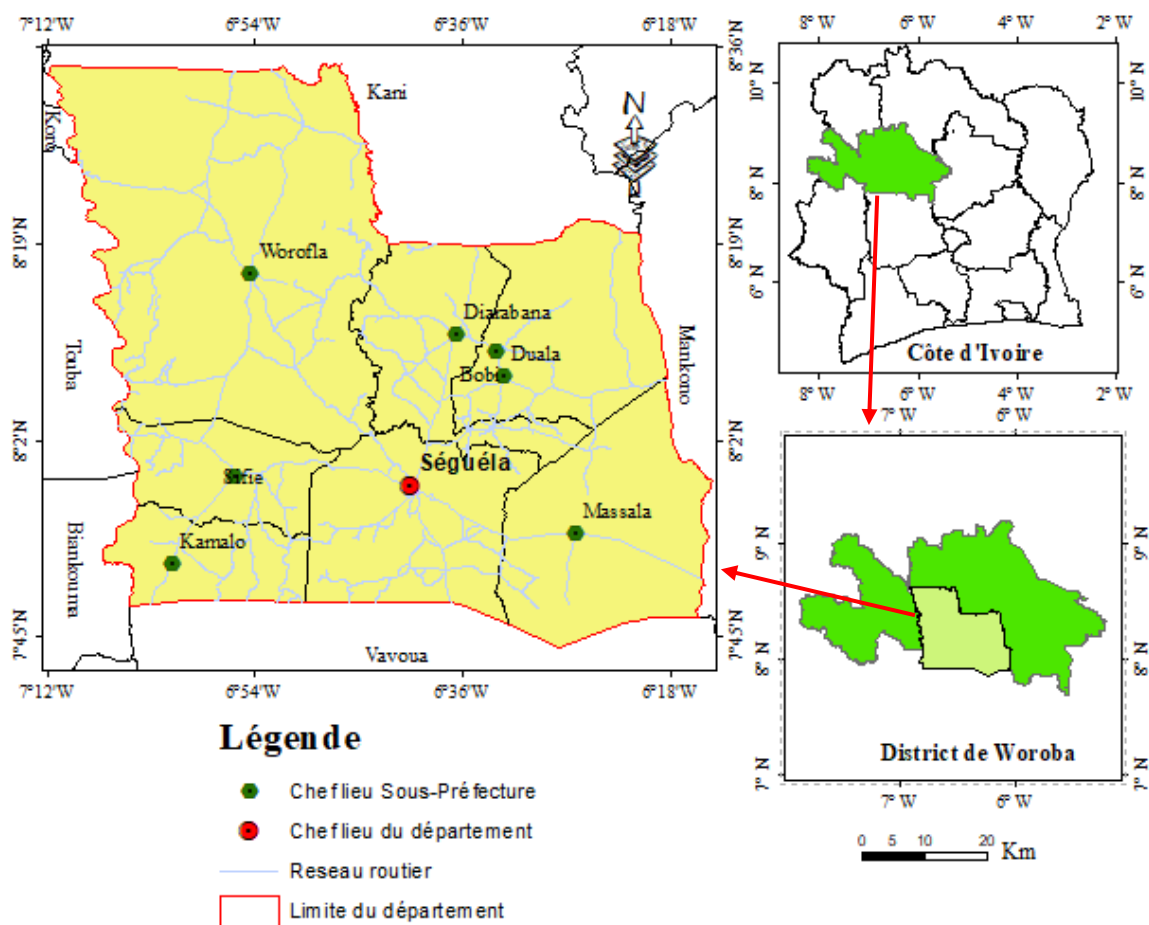 7°12'W 6°54'W 6°36'W 6°18'W
8°36'N
8°19'N
8°19'N
8°2'N
8°2'N
7°45'N
7°45'N
Koro
Kani
Touba
Mankono
Biankouma
Vavoua
Worofla
Diarabana
Duala
Bobi
Séguéla
Sifie
Massala
Kamalo
N
7°12'W 6°54'W 6°36'W 6°18'W
8° W 6° W 4° W 2° W
10° N
10° N
8° N
8° N
6° N
6° N
Côte d'Ivoire
8° W 6° W 4° W 2° W
7° W 6° W
9° N
9° N
8° N
8° N
7° N
7° N
District de Woroba
7° W 6° W
0 5 10 20
Km
Légende
Chef lieu Sous-Préfecture
Chef lieu du département
Reseau routier
Limite du département